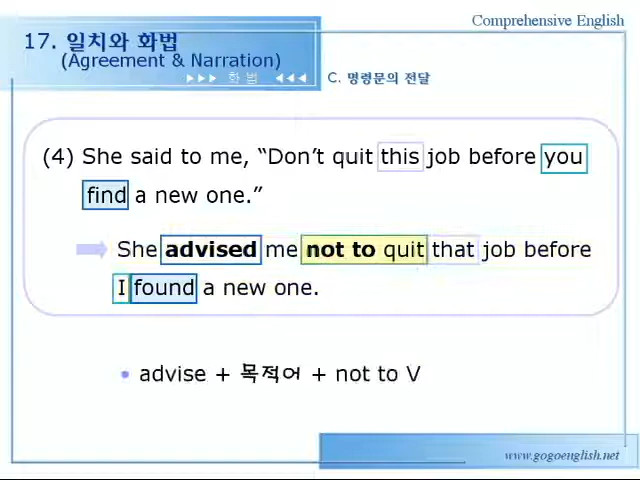 Comprehensive English
17. 일치와 화법
(Agreement & Narration)
▶▶▶ 화 법 ◀◀◀
C. 명령문의 전달
(4) She said to me, “Don’t quit this job before you
find a new one.”
She advised me not to quit that job before
I found a new one.
• advise + 목적어 + not to V
www.gogoenglish.net